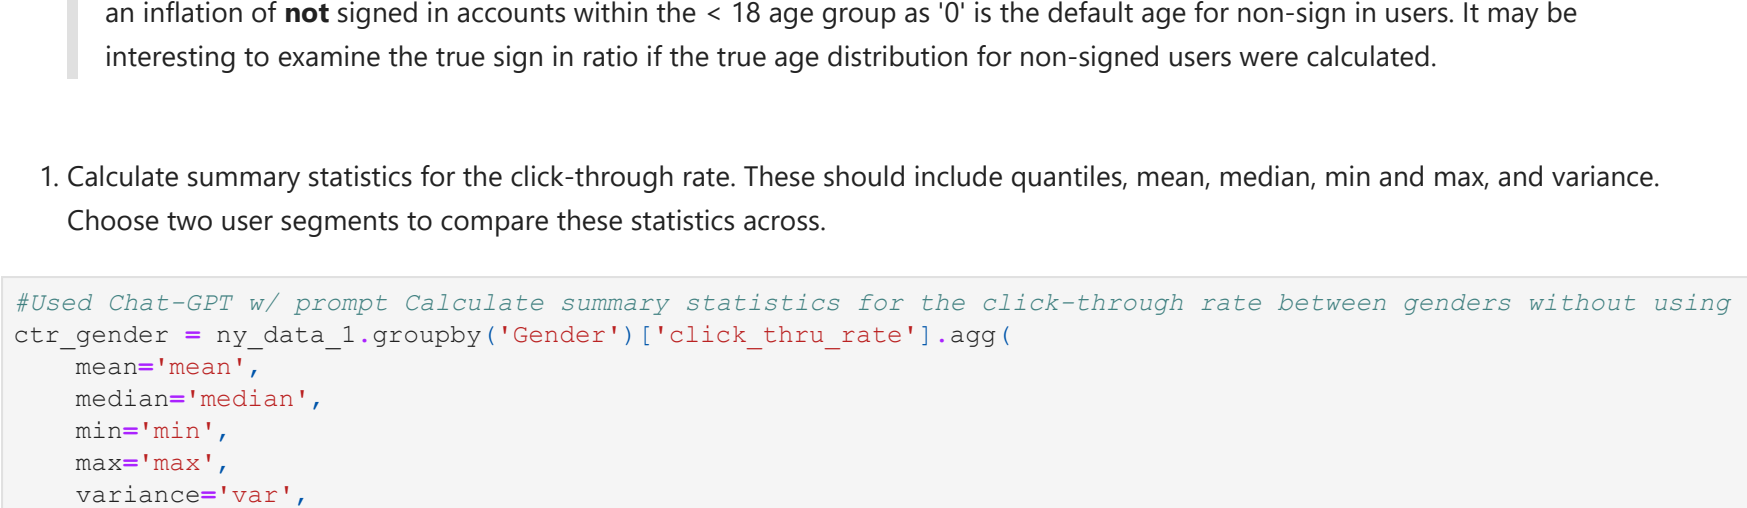 an inflation of not signed in accounts within the < 18 age group as '0' is the default age for non-sign in users. It may be
interesting to examine the true sign in ratio if the true age distribution for non-signed users were calculated.
1. Calculate summary statistics for the click-through rate. These should include quantiles, mean, median, min and max, and variance.
Choose two user segments to compare these statistics across.
#Used Chat-GPT w/ prompt Calculate summary statistics for the click-through rate between genders without using
ctr_gender = ny_data_1.groupby('Gender')['click_thru_rate'].agg(
    mean='mean',
    median='median',
    min='min',
    max='max',
    variance='var',